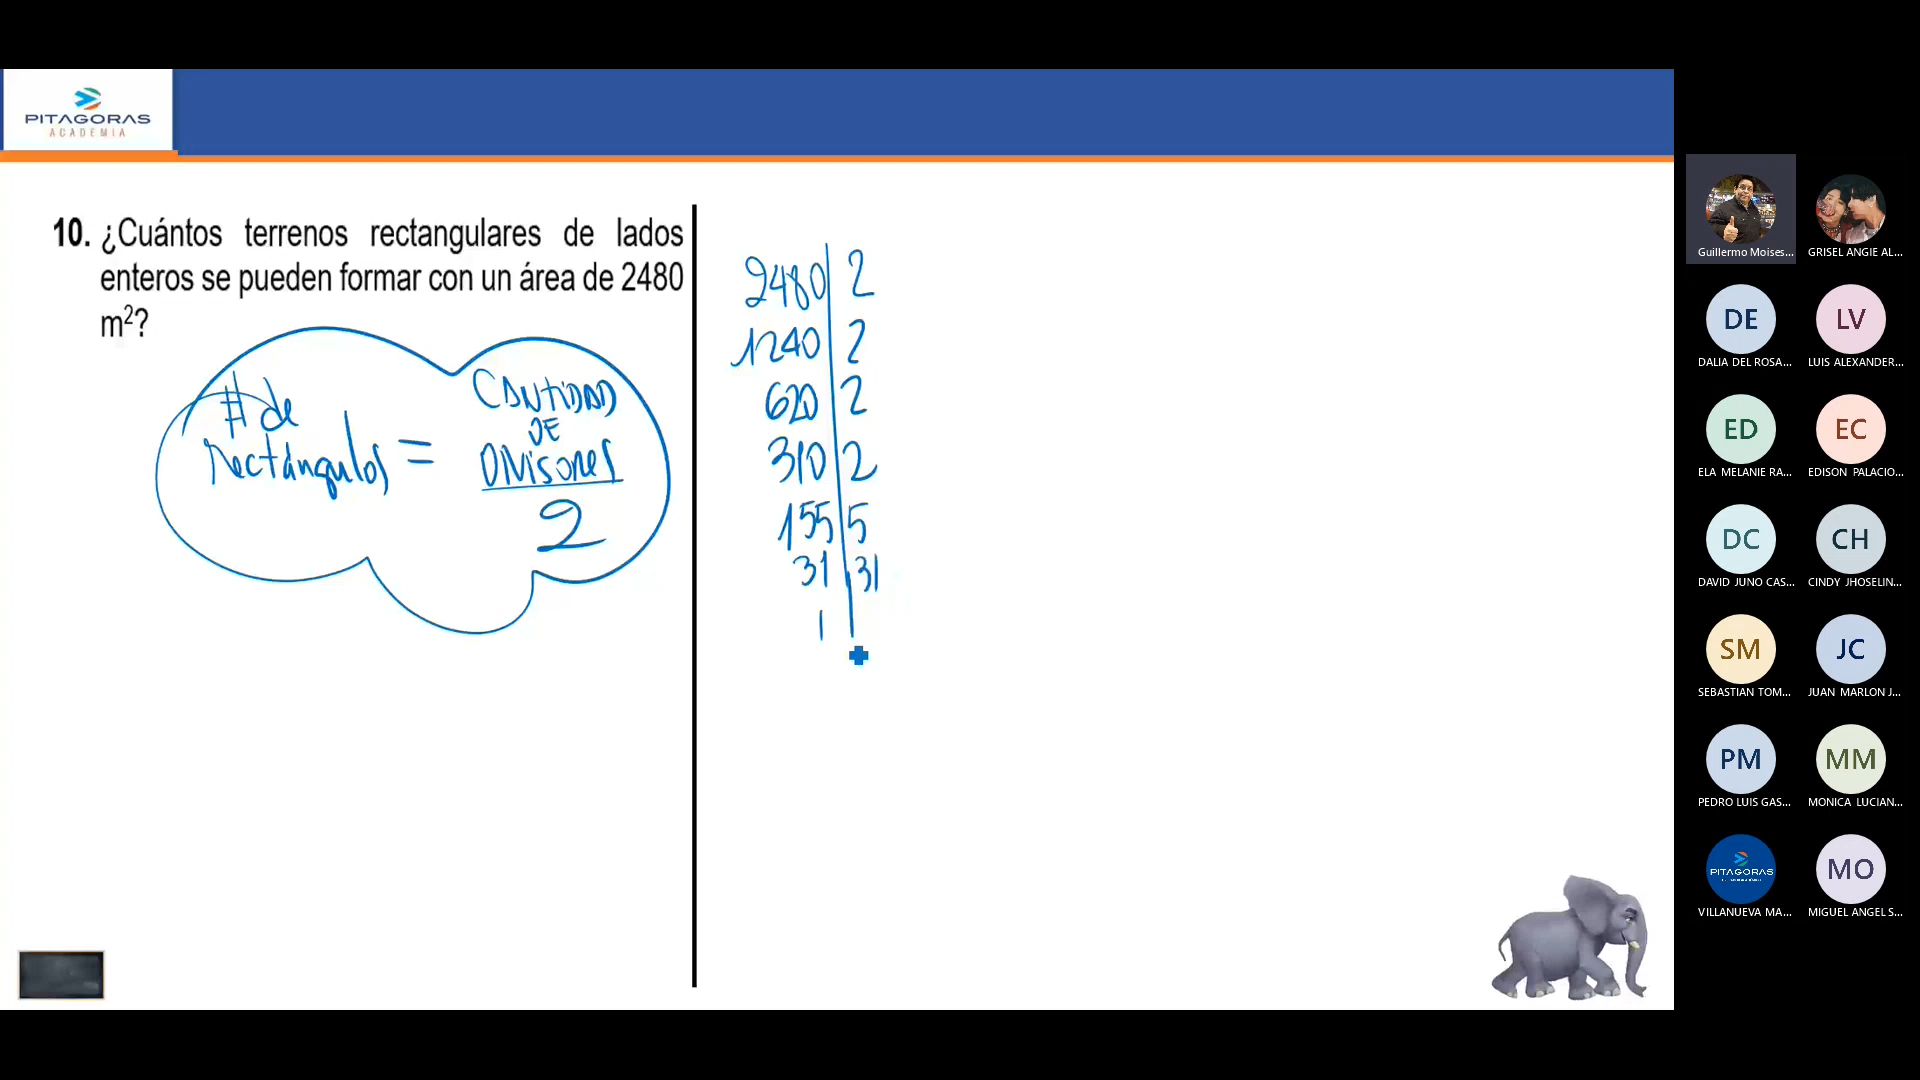 PITAGORAS
ACADEMIA
10. ¿Cuántos terrenos rectangulares de lados
enteros se pueden formar con un área de 2480
m²?
# de
rectángulos =
CANTIDAD
DE
DIVISORES
2
2480 2
1240 2
620 2
310 2
155 5
31 31
1
Guillermo Moises...
GRISEL ANGIE AL...
DE
DALIA DEL ROSA...
LV
LUIS ALEXANDER...
ED
ELA MELANIE RA...
EC
EDISON PALACIO...
DC
DAVID JUNO CAS...
CH
CINDY JHOSELIN...
SM
SEBASTIAN TOM...
JC
JUAN MARLON J...
PM
PEDRO LUIS GAS...
MM
MONICA LUCIAN...
PITAGORAS
VILLANUEVA MA...
MO
MIGUEL ANGEL S...